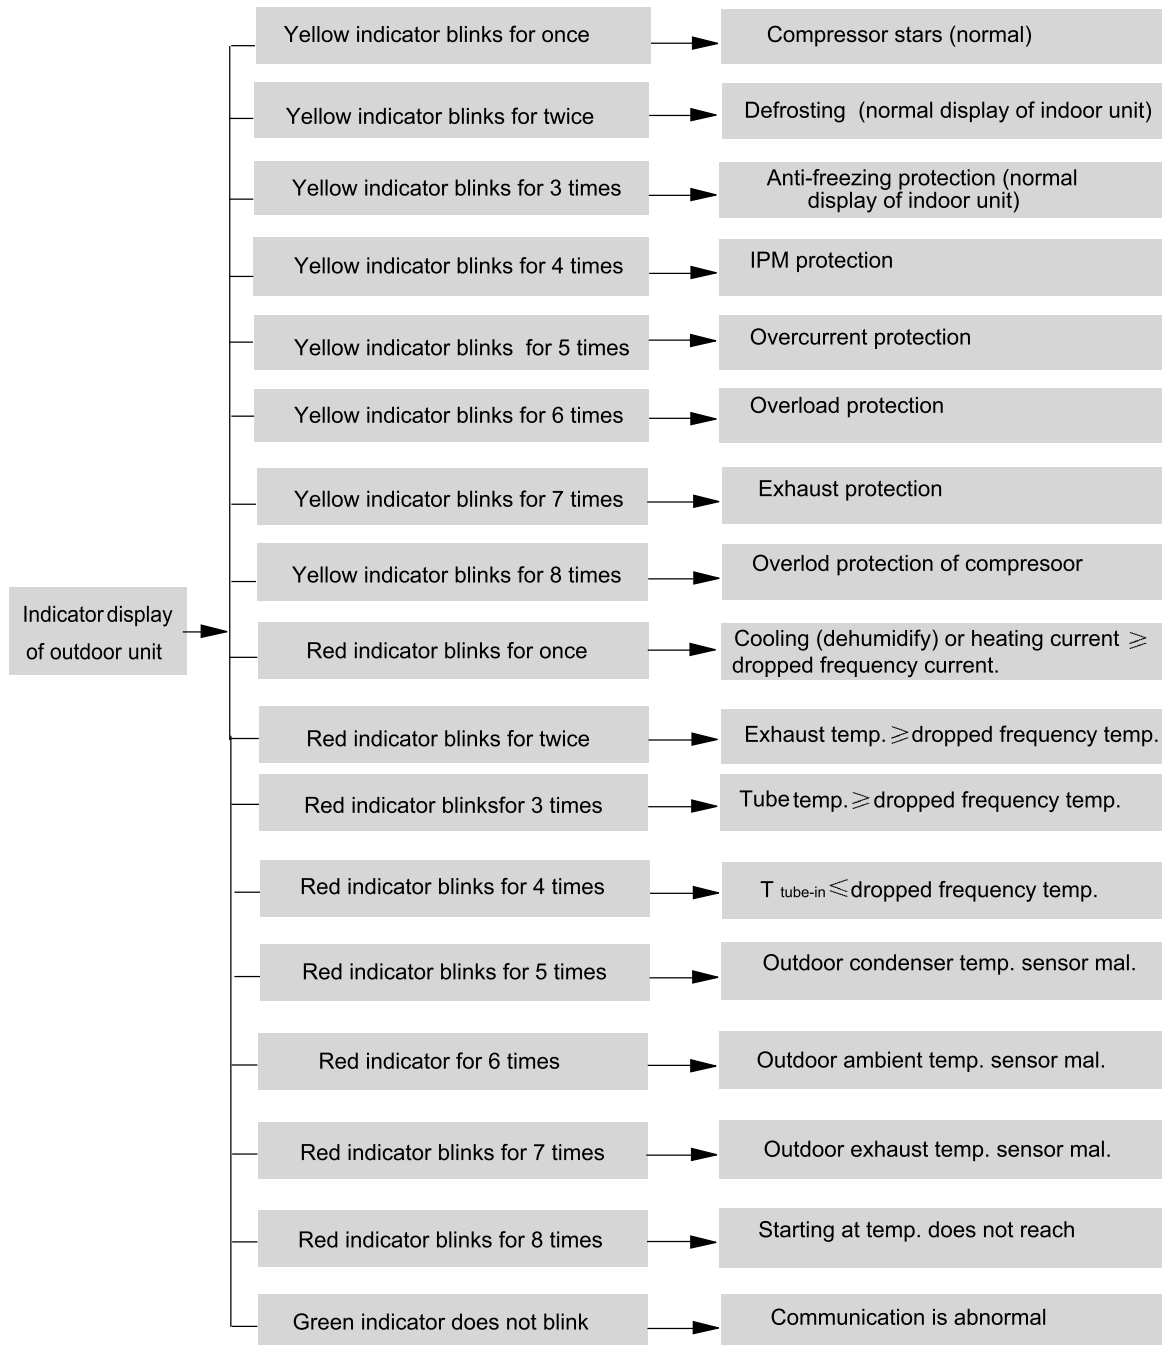 Yellow indicator blinks for once
Compressor stars (normal)
Yellow indicator blinks for twice
Defrosting (normal display of indoor unit)
Yellow indicator blinks for 3 times
Anti-freezing protection (normal
display of indoor unit)
Yellow indicator blinks for 4 times
IPM protection
Yellow indicator blinks for 5 times
Overcurrent protection
Yellow indicator blinks for 6 times
Overload protection
Yellow indicator blinks for 7 times
Exhaust protection
Yellow indicator blinks for 8 times
Overlod protection of compresoor
Indicator display
of outdoor unit
Red indicator blinks for once
Cooling (dehumidify) or heating current ⩾
dropped frequency current.
Red indicator blinks for twice
Exhaust temp. ⩾dropped frequency temp.
Red indicator blinksfor 3 times
Tube temp. ⩾dropped frequency temp.
Red indicator blinks for 4 times
T tube-in ⩽dropped frequency temp.
Red indicator blinks for 5 times
Outdoor condenser temp. sensor mal.
Red indicator for 6 times
Outdoor ambient temp. sensor mal.
Red indicator blinks for 7 times
Outdoor exhaust temp. sensor mal.
Red indicator blinks for 8 times
Starting at temp. does not reach
Green indicator does not blink
Communication is abnormal